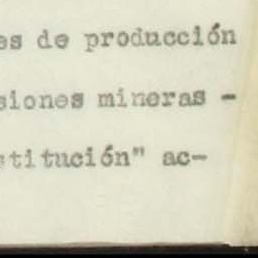 es de producción
siones mineras -
stitución" ac-